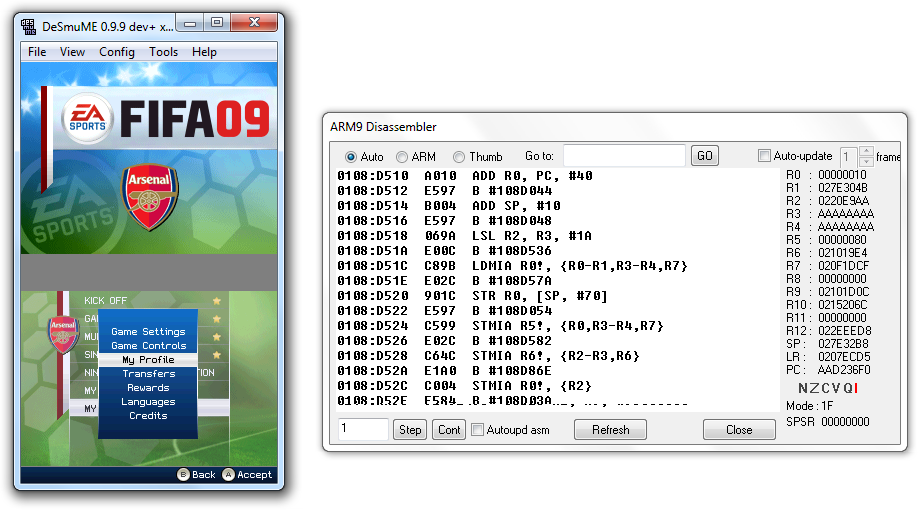 DeSmuME 0.9.9 dev+ x...
File View Config Tools Help
EA SPORTS FIFA09
Arsenal
EA SPORTS
KICK OFF
GA
MU
SIN
NIN TION
MY
MY
Arsenal
Game Settings
Game Controls
My Profile
Transfers
Rewards
Languages
Credits
B Back A Accept
ARM9 Disassembler
Auto ARM Thumb Go to: GO Auto-update 1 frame
0108:D510 A010 ADD R0, PC, #40
0108:D512 E597 B #108D044
0108:D514 B004 ADD SP, #10
0108:D516 E597 B #108D048
0108:D518 069A LSL R2, R3, #1A
0108:D51A E00C B #108D536
0108:D51C C89B LDMIA R0!, {R0-R1,R3-R4,R7}
0108:D51E E02C B #108D57A
0108:D520 901C STR R0, [SP, #70]
0108:D522 E597 B #108D054
0108:D524 C599 STMIA R5!, {R0,R3-R4,R7}
0108:D526 E02C B #108D582
0108:D528 C64C STMIA R6!, {R2-R3,R6}
0108:D52A E1A0 B #108D86E
0108:D52C C004 STMIA R0!, {R2}
0108:D52E E584 B #108D03A
R0 : 00000010
R1 : 027E304B
R2 : 0220E9AA
R3 : AAAAAAAA
R4 : AAAAAAAA
R5 : 00000080
R6 : 021019E4
R7 : 020F1DCF
R8 : 00000000
R9 : 02101D0C
R10 : 0215206C
R11 : 00000000
R12 : 022EEED8
SP : 027E32B8
LR : 0207ECD5
PC : AAD236F0
NZCVQI
Mode : 1F
SPSR 00000000
1 Step Cont Autoupd asm Refresh Close